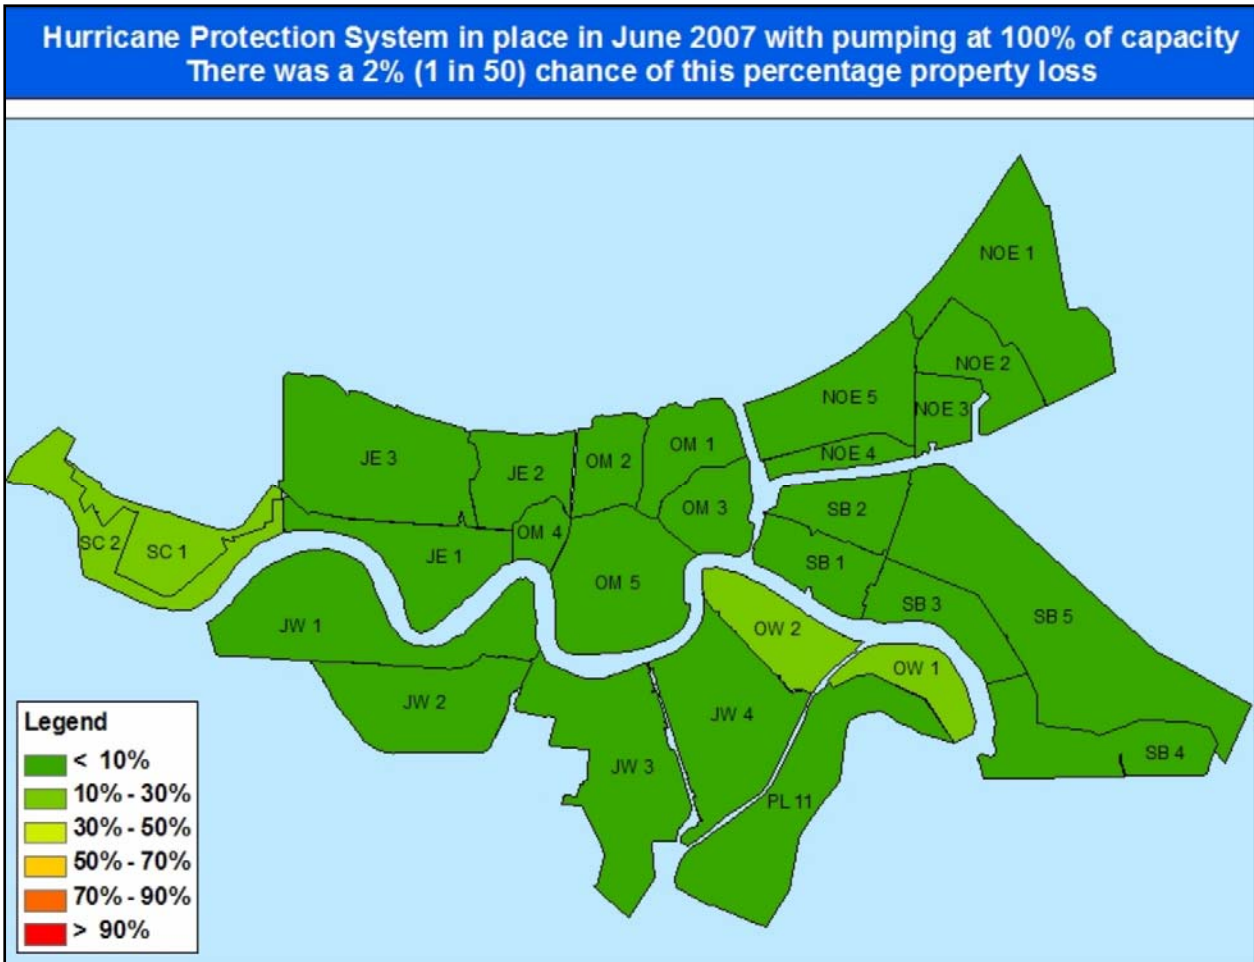 Hurricane Protection System in place in June 2007 with pumping at 100% of capacity
There was a 2% (1 in 50) chance of this percentage property loss
NOE 1
NOE 2
NOE 5
NOE 3
NOE 4
JE 3
JE 2
OM 2
OM 1
OM 3
OM 4
SB 2
SC 2
SC 1
JE 1
OM 5
SB 1
SB 3
SB 5
JW 1
OW 2
OW 1
JW 2
JW 4
JW 3
SB 4
PL 11
Legend
< 10%
10% - 30%
30% - 50%
50% - 70%
70% - 90%
> 90%